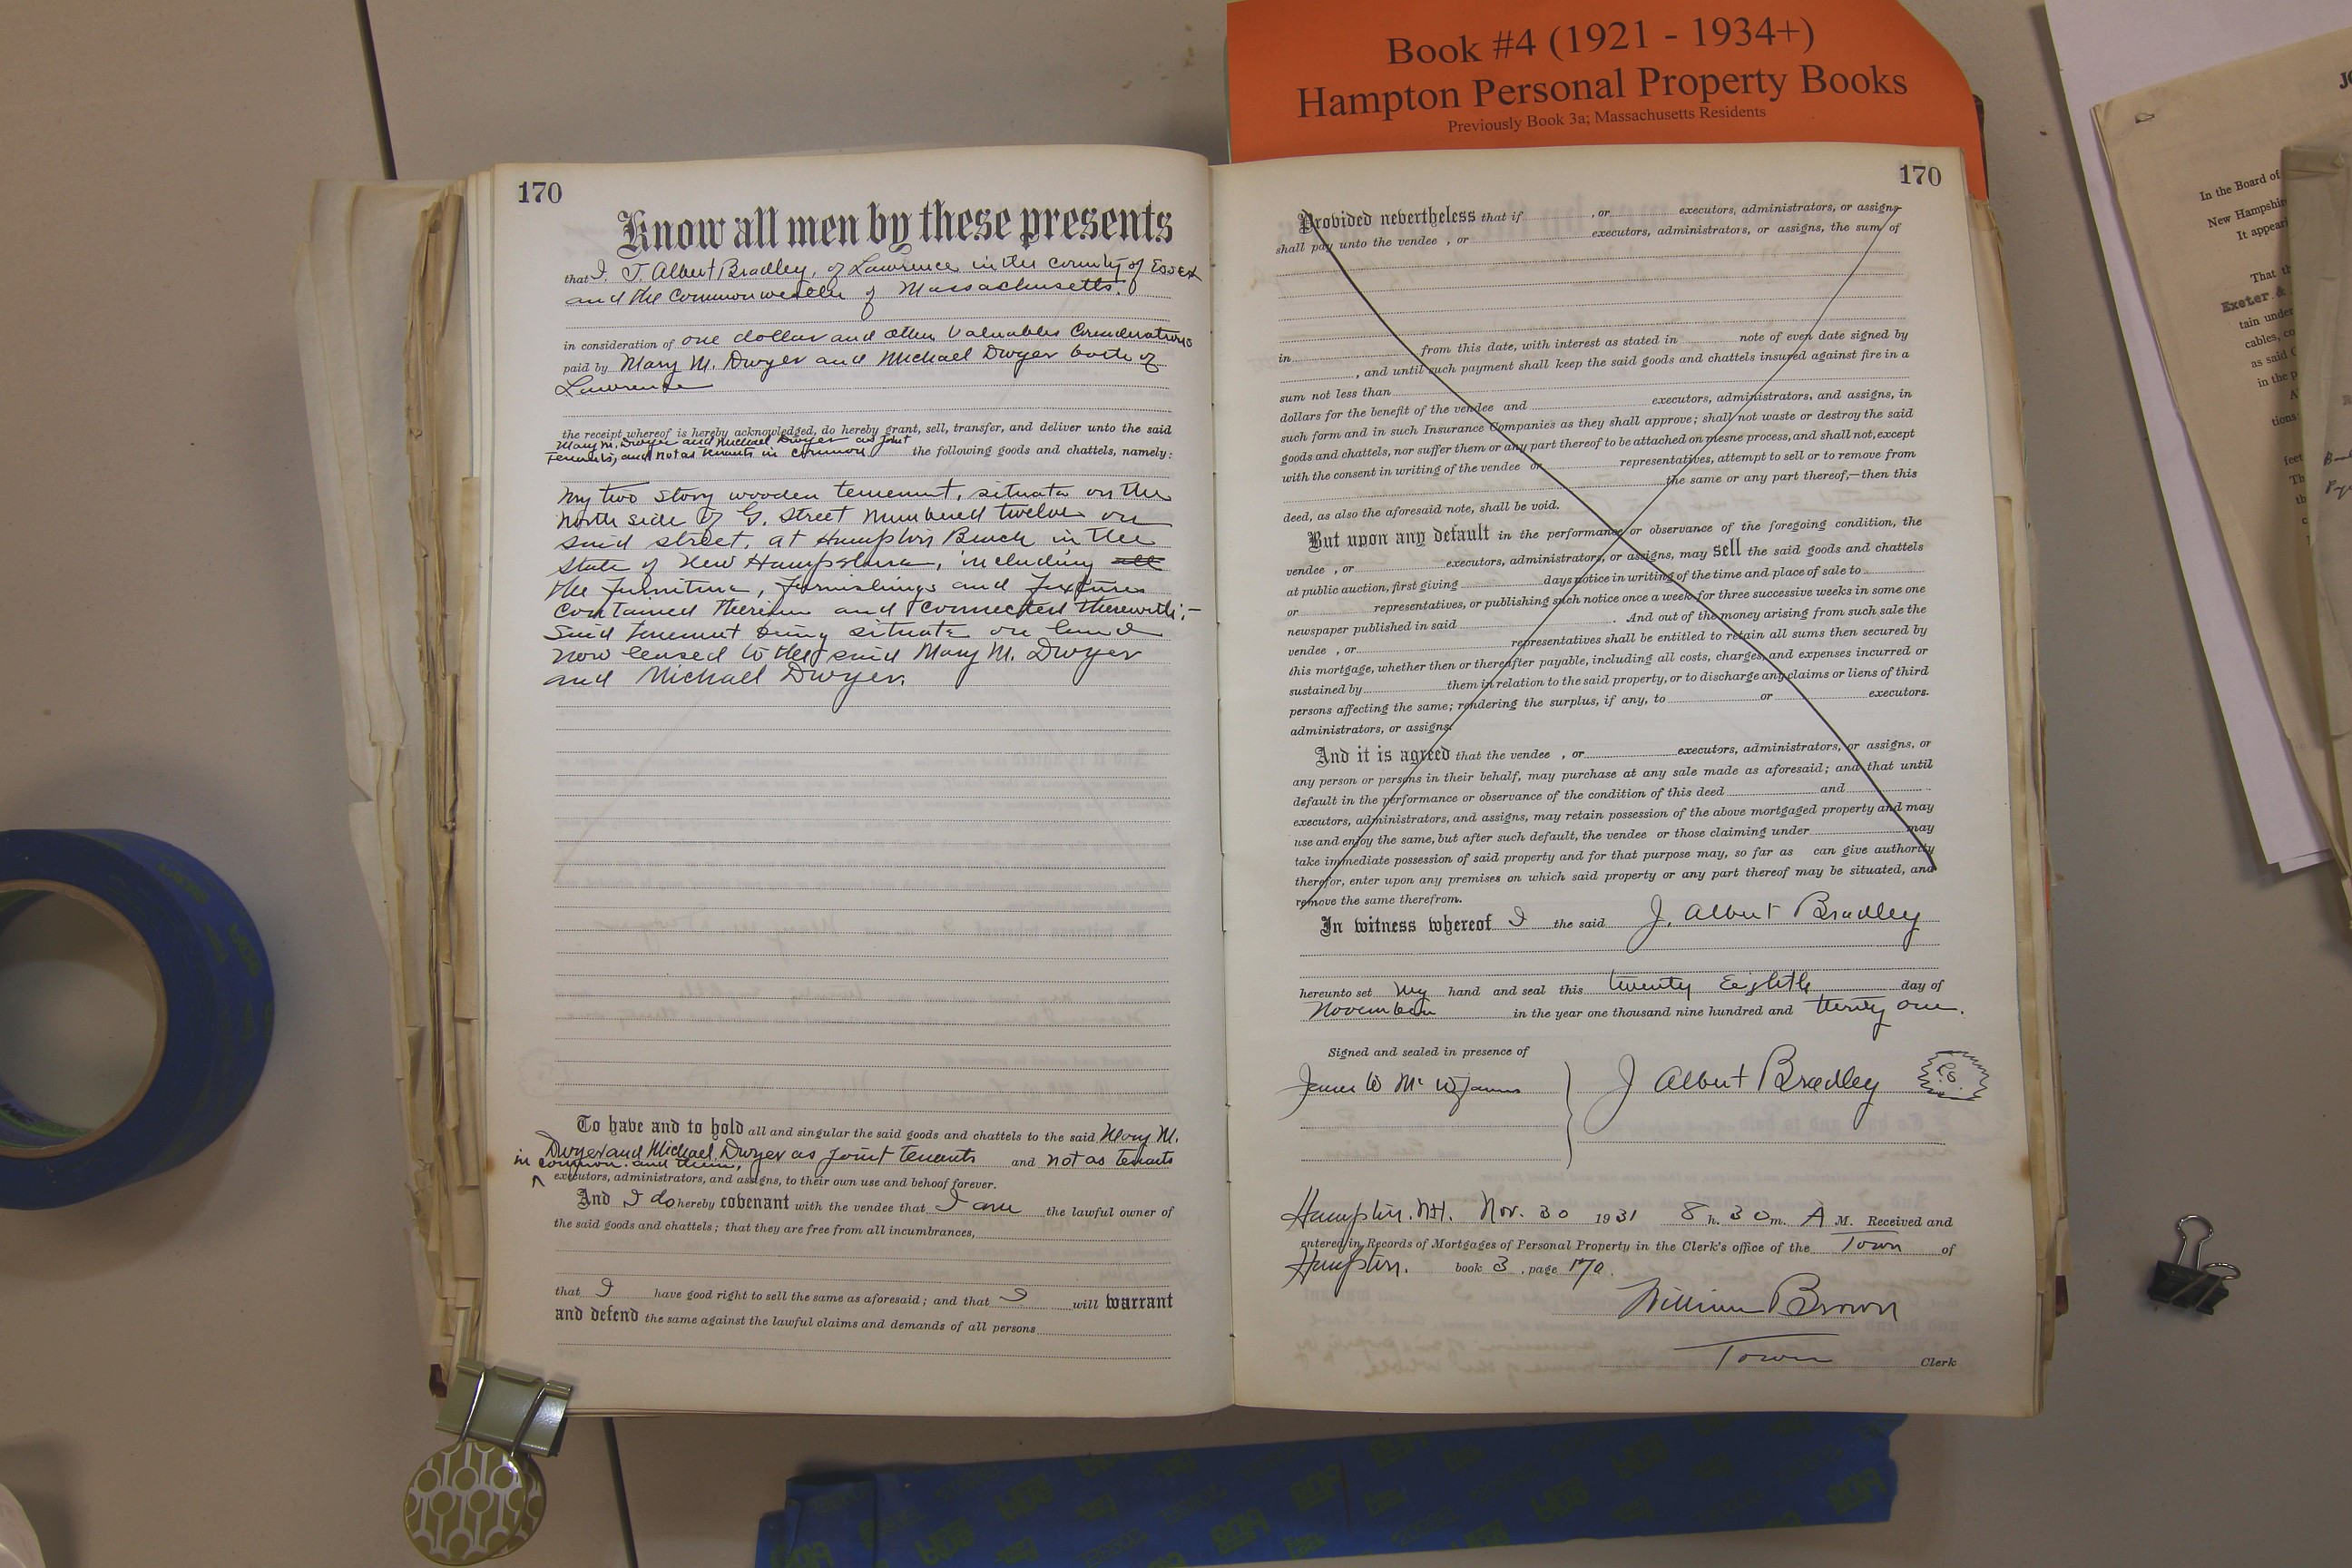 Book #4 (1921 - 1934+)
Hampton Personal Property Books
Previously Book 3a; Massachusetts Residents
170
Know all men by these presents
that I. J. Albert Bradley, of Lawrence in the county of Essex
and the Commonwealth of Massachusetts.
in consideration of one dollar and other Valuables Considerations
paid by Mary M. Dwyer and Michael Dwyer both of
Lawrence
the receipt whereof is hereby acknowledged, do hereby grant, sell, transfer, and deliver unto the said
Mary M. Dwyer and Michael Dwyer as joint
Tenants, and not as tenants in common the following goods and chattels, namely:
My two story wooden tenement, situate on the
North side of G. Street Numbered twelve on
said street, at Hampton Beach in the
State of New Hampshire, including all
the furniture, furnishings and fixtures
contained therein and connected therewith;-
said tenement being situate on land
now leased to the said Mary M. Dwyer
and Michael Dwyer.
To have and to hold all and singular the said goods and chattels to the said Mary M.
Dwyer and Michael Dwyer as joint tenants and not as tenants
in common. and their,
executors, administrators, and assigns, to their own use and behoof forever.
And I do hereby covenant with the vendee that I am the lawful owner of
the said goods and chattels; that they are free from all incumbrances,
that I have good right to sell the same as aforesaid; and that I will warrant
and defend the same against the lawful claims and demands of all persons
170
Provided nevertheless that if , or executors, administrators, or assigns
shall pay unto the vendee , or executors, administrators, or assigns, the sum of
in from this date, with interest as stated in note of even date signed by
, and until such payment shall keep the said goods and chattels insured against fire in a
sum not less than
dollars for the benefit of the vendee and executors, administrators, and assigns, in
such form and in such Insurance Companies as they shall approve; shall not waste or destroy the said
goods and chattels, nor suffer them or any part thereof to be attached on mesne process, and shall not, except
with the consent in writing of the vendee or representatives, attempt to sell or to remove from
the same or any part thereof,—then this
deed, as also the aforesaid note, shall be void.
But upon any default in the performance or observance of the foregoing condition, the
vendee , or executors, administrators, or assigns, may sell the said goods and chattels
at public auction, first giving days notice in writing of the time and place of sale to
or representatives, or publishing such notice once a week for three successive weeks in some one
newspaper published in said . And out of the money arising from such sale the
vendee , or representatives shall be entitled to retain all sums then secured by
this mortgage, whether then or thereafter payable, including all costs, charges, and expenses incurred or
sustained by them in relation to the said property, or to discharge any claims or liens of third
persons affecting the same; rendering the surplus, if any, to or executors.
administrators, or assigns.
And it is agreed that the vendee , or executors, administrators, or assigns, or
any person or persons in their behalf, may purchase at any sale made as aforesaid; and that until
default in the performance or observance of the condition of this deed and
executors, administrators, and assigns, may retain possession of the above mortgaged property and may
use and enjoy the same, but after such default, the vendee or those claiming under may
take immediate possession of said property and for that purpose may, so far as can give authority
therefor, enter upon any premises on which said property or any part thereof may be situated, and
remove the same therefrom.
In witness whereof I the said J. Albert Bradley
hereunto set my hand and seal this twenty Eighth day of
November in the year one thousand nine hundred and thirty one.
Signed and sealed in presence of
James W Mc J Albert Bradley L.S.
Hampton. N.H. Nov. 30 1931 8 h. 30 m. A M. Received and
entered in Records of Mortgages of Personal Property in the Clerk's office of the Town of
Hampton. book 3 , page 170.
William Brown
Town Clerk
In the Board of
New Hampshire
It appeari
That th
Exeter &
tain under
cables, co
as said C
in the p
tions
feet